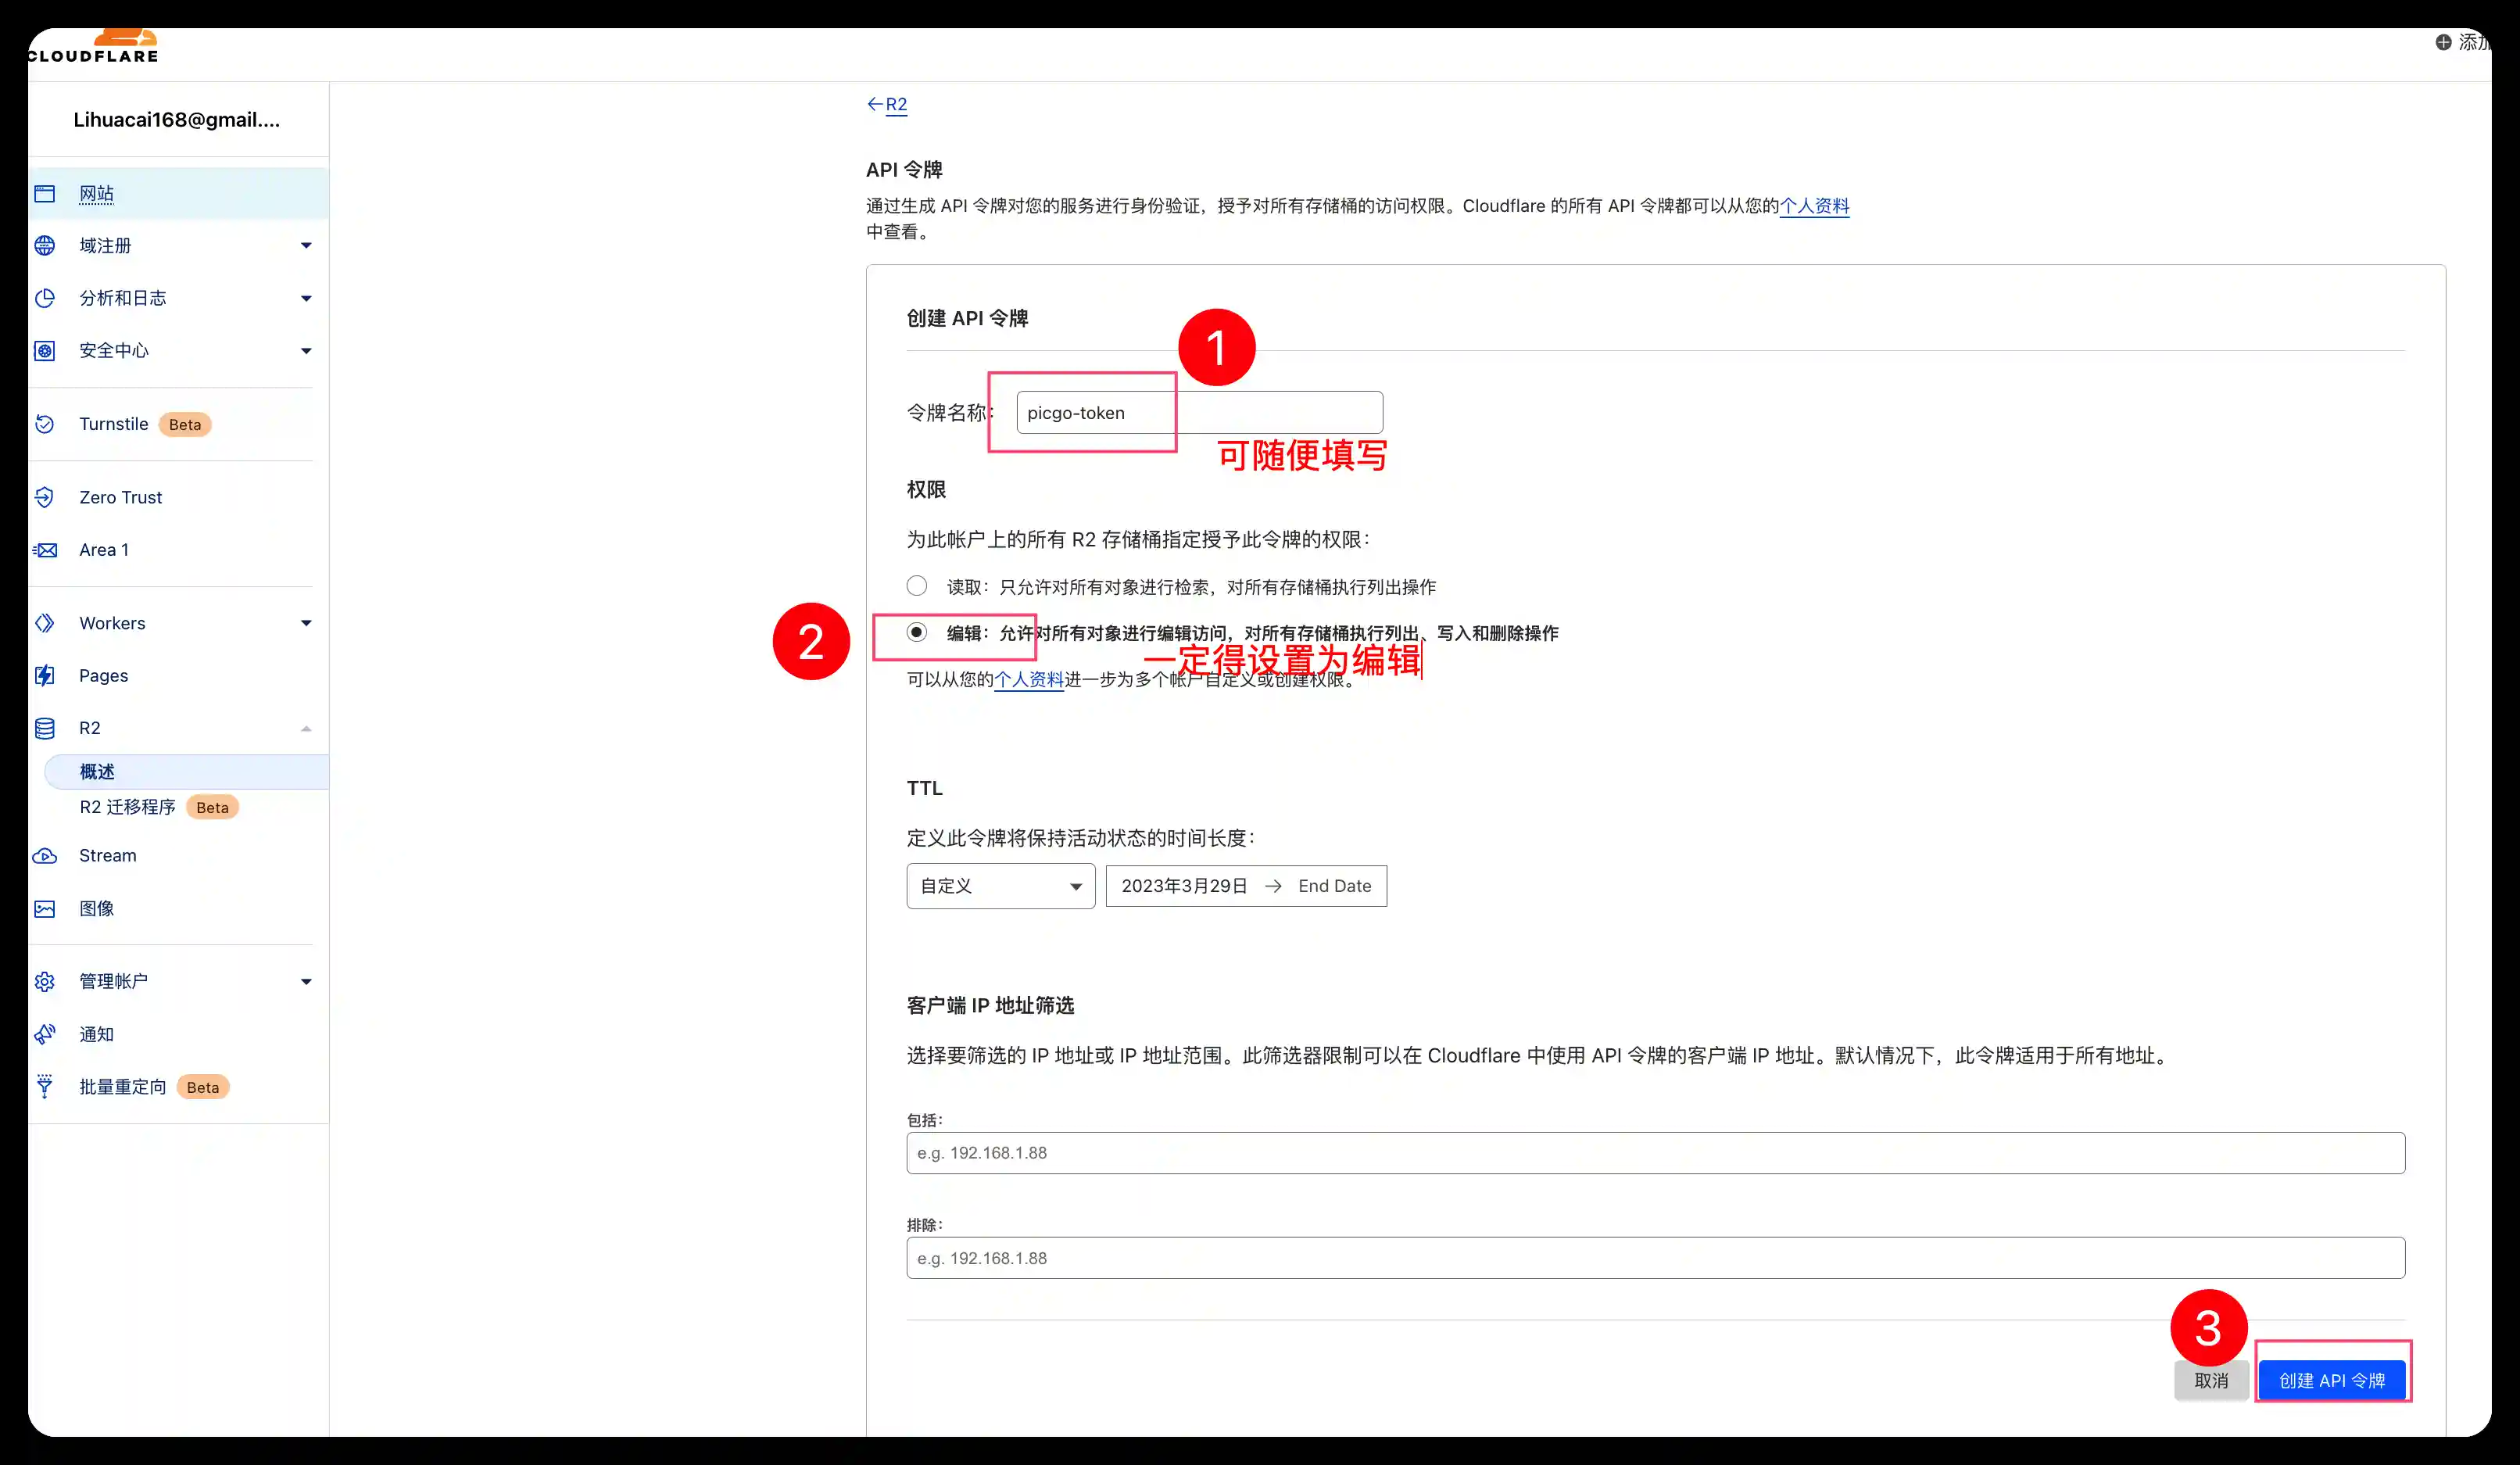 CLOUDFLARE
添加
Lihuacai168@gmail....
网站
域注册
分析和日志
安全中心
Turnstile Beta
Zero Trust
Area 1
Workers
Pages
R2
概述
R2 迁移程序 Beta
Stream
图像
管理帐户
通知
批量重定向 Beta
←R2
API 令牌
通过生成 API 令牌对您的服务进行身份验证，授予对所有存储桶的访问权限。Cloudflare 的所有 API 令牌都可以从您的个人资料
中查看。
创建 API 令牌
1
令牌名称： picgo-token
可随便填写
权限
为此帐户上的所有 R2 存储桶指定授予此令牌的权限：
读取：只允许对所有对象进行检索，对所有存储桶执行列出操作
2
编辑：允许对所有对象进行编辑访问，对所有存储桶执行列出、写入和删除操作
一定得设置为编辑
可以从您的个人资料进一步为多个帐户自定义或创建权限。
TTL
定义此令牌将保持活动状态的时间长度：
自定义 2023年3月29日 → End Date
客户端 IP 地址筛选
选择要筛选的 IP 地址或 IP 地址范围。此筛选器限制可以在 Cloudflare 中使用 API 令牌的客户端 IP 地址。默认情况下，此令牌适用于所有地址。
包括：
e.g. 192.168.1.88
排除：
e.g. 192.168.1.88
3
取消 创建 API 令牌